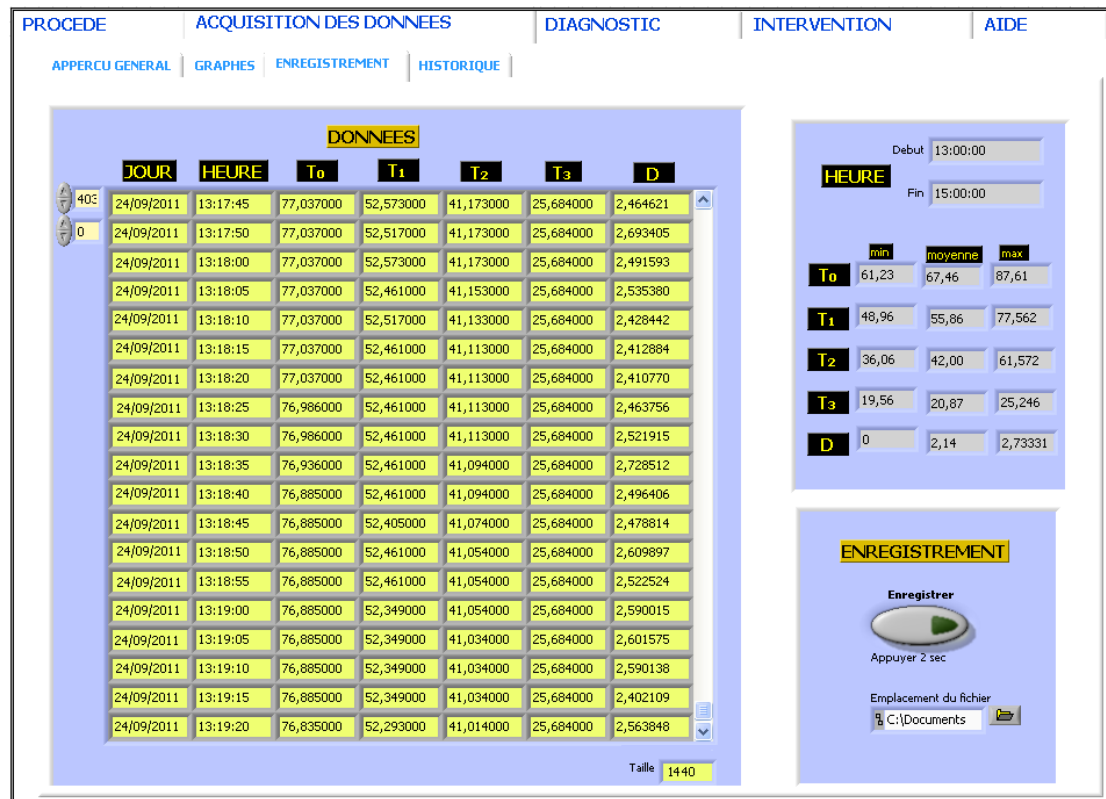 PROCEDE ACQUISITION DES DONNEES DIAGNOSTIC INTERVENTION AIDE
APPERCU GENERAL GRAPHES ENREGISTREMENT HISTORIQUE
DONNEES
JOUR HEURE T0 T1 T2 T3 D
403
0
24/09/2011 13:17:45 77,037000 52,573000 41,173000 25,684000 2,464621
24/09/2011 13:17:50 77,037000 52,517000 41,173000 25,684000 2,693405
24/09/2011 13:18:00 77,037000 52,573000 41,173000 25,684000 2,491593
24/09/2011 13:18:05 77,037000 52,461000 41,153000 25,684000 2,535380
24/09/2011 13:18:10 77,037000 52,517000 41,133000 25,684000 2,428442
24/09/2011 13:18:15 77,037000 52,461000 41,113000 25,684000 2,412884
24/09/2011 13:18:20 77,037000 52,461000 41,113000 25,684000 2,410770
24/09/2011 13:18:25 76,986000 52,461000 41,113000 25,684000 2,463756
24/09/2011 13:18:30 76,986000 52,461000 41,113000 25,684000 2,521915
24/09/2011 13:18:35 76,936000 52,461000 41,094000 25,684000 2,728512
24/09/2011 13:18:40 76,885000 52,461000 41,094000 25,684000 2,496406
24/09/2011 13:18:45 76,885000 52,405000 41,074000 25,684000 2,478814
24/09/2011 13:18:50 76,885000 52,461000 41,054000 25,684000 2,609897
24/09/2011 13:18:55 76,885000 52,461000 41,054000 25,684000 2,522524
24/09/2011 13:19:00 76,885000 52,349000 41,054000 25,684000 2,590015
24/09/2011 13:19:05 76,885000 52,349000 41,034000 25,684000 2,601575
24/09/2011 13:19:10 76,885000 52,349000 41,034000 25,684000 2,590138
24/09/2011 13:19:15 76,885000 52,349000 41,034000 25,684000 2,402109
24/09/2011 13:19:20 76,835000 52,293000 41,014000 25,684000 2,563848
Taille 1440
Debut 13:00:00
HEURE
Fin 15:00:00
min moyenne max
T0 61,23 67,46 87,61
T1 48,96 55,86 77,562
T2 36,06 42,00 61,572
T3 19,56 20,87 25,246
D 0 2,14 2,73331
ENREGISTREMENT
Enregistrer
Appuyer 2 sec
Emplacement du fichier
C:\Documents